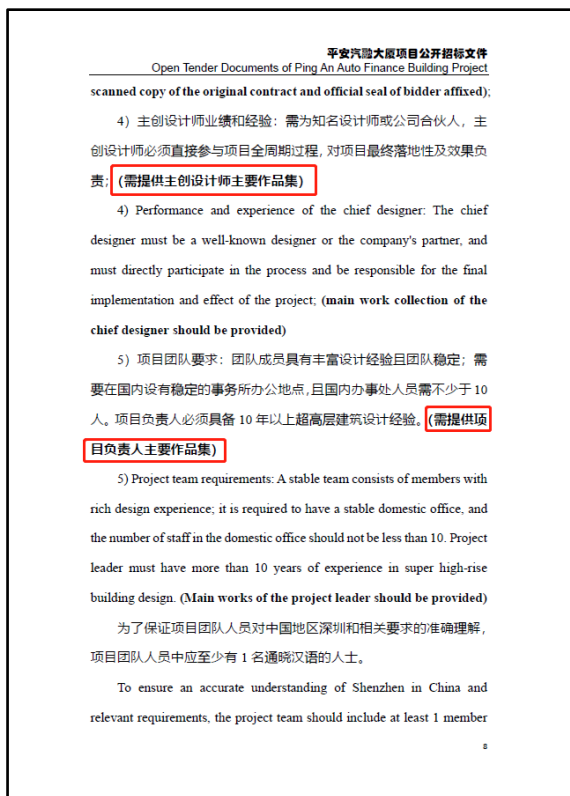 平安汽融大厦项目公开招标文件
Open Tender Documents of Ping An Auto Finance Building Project
scanned copy of the original contract and official seal of bidder affixed);
4）主创设计师业绩和经验：需为知名设计师或公司合伙人，主
创设计师必须直接参与项目全周期过程, 对项目最终落地性及效果负
责；(需提供主创设计师主要作品集)
4) Performance and experience of the chief designer: The chief
designer must be a well-known designer or the company's partner, and
must directly participate in the process and be responsible for the final
implementation and effect of the project; (main work collection of the
chief designer should be provided)
5）项目团队要求：团队成员具有丰富设计经验且团队稳定；需
要在国内设有稳定的事务所办公地点, 且国内办事处人员需不少于 10
人。项目负责人必须具备 10 年以上超高层建筑设计经验。(需提供项
目负责人主要作品集)
5) Project team requirements: A stable team consists of members with
rich design experience; it is required to have a stable domestic office, and
the number of staff in the domestic office should not be less than 10. Project
leader must have more than 10 years of experience in super high-rise
building design. (Main works of the project leader should be provided)
为了保证项目团队人员对中国地区深圳和相关要求的准确理解，
项目团队人员中应至少有 1 名通晓汉语的人士。
To ensure an accurate understanding of Shenzhen in China and
relevant requirements, the project team should include at least 1 member
8